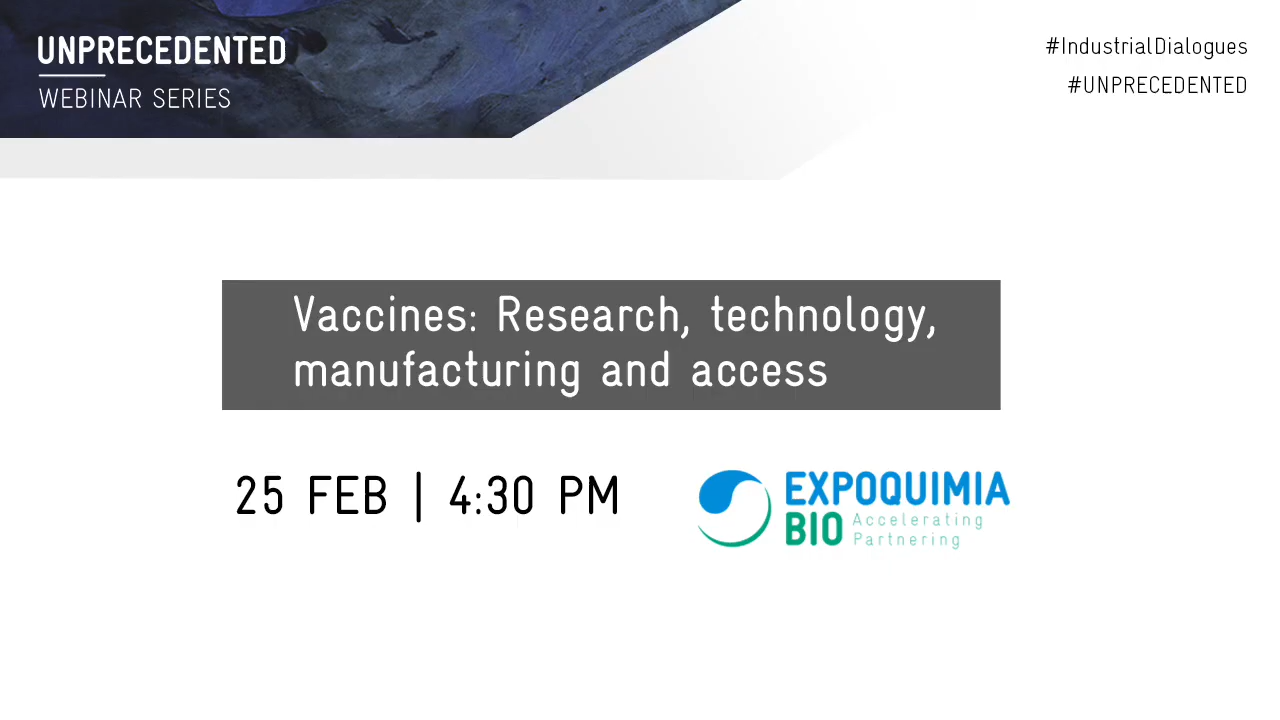 UNPRECEDENTED
WEBINAR SERIES
#IndustrialDialogues
#UNPRECEDENTED
Vaccines: Research, technology,
manufacturing and access
25 FEB | 4:30 PM
EXPOQUIMIA
BIO Accelerating
Partnering